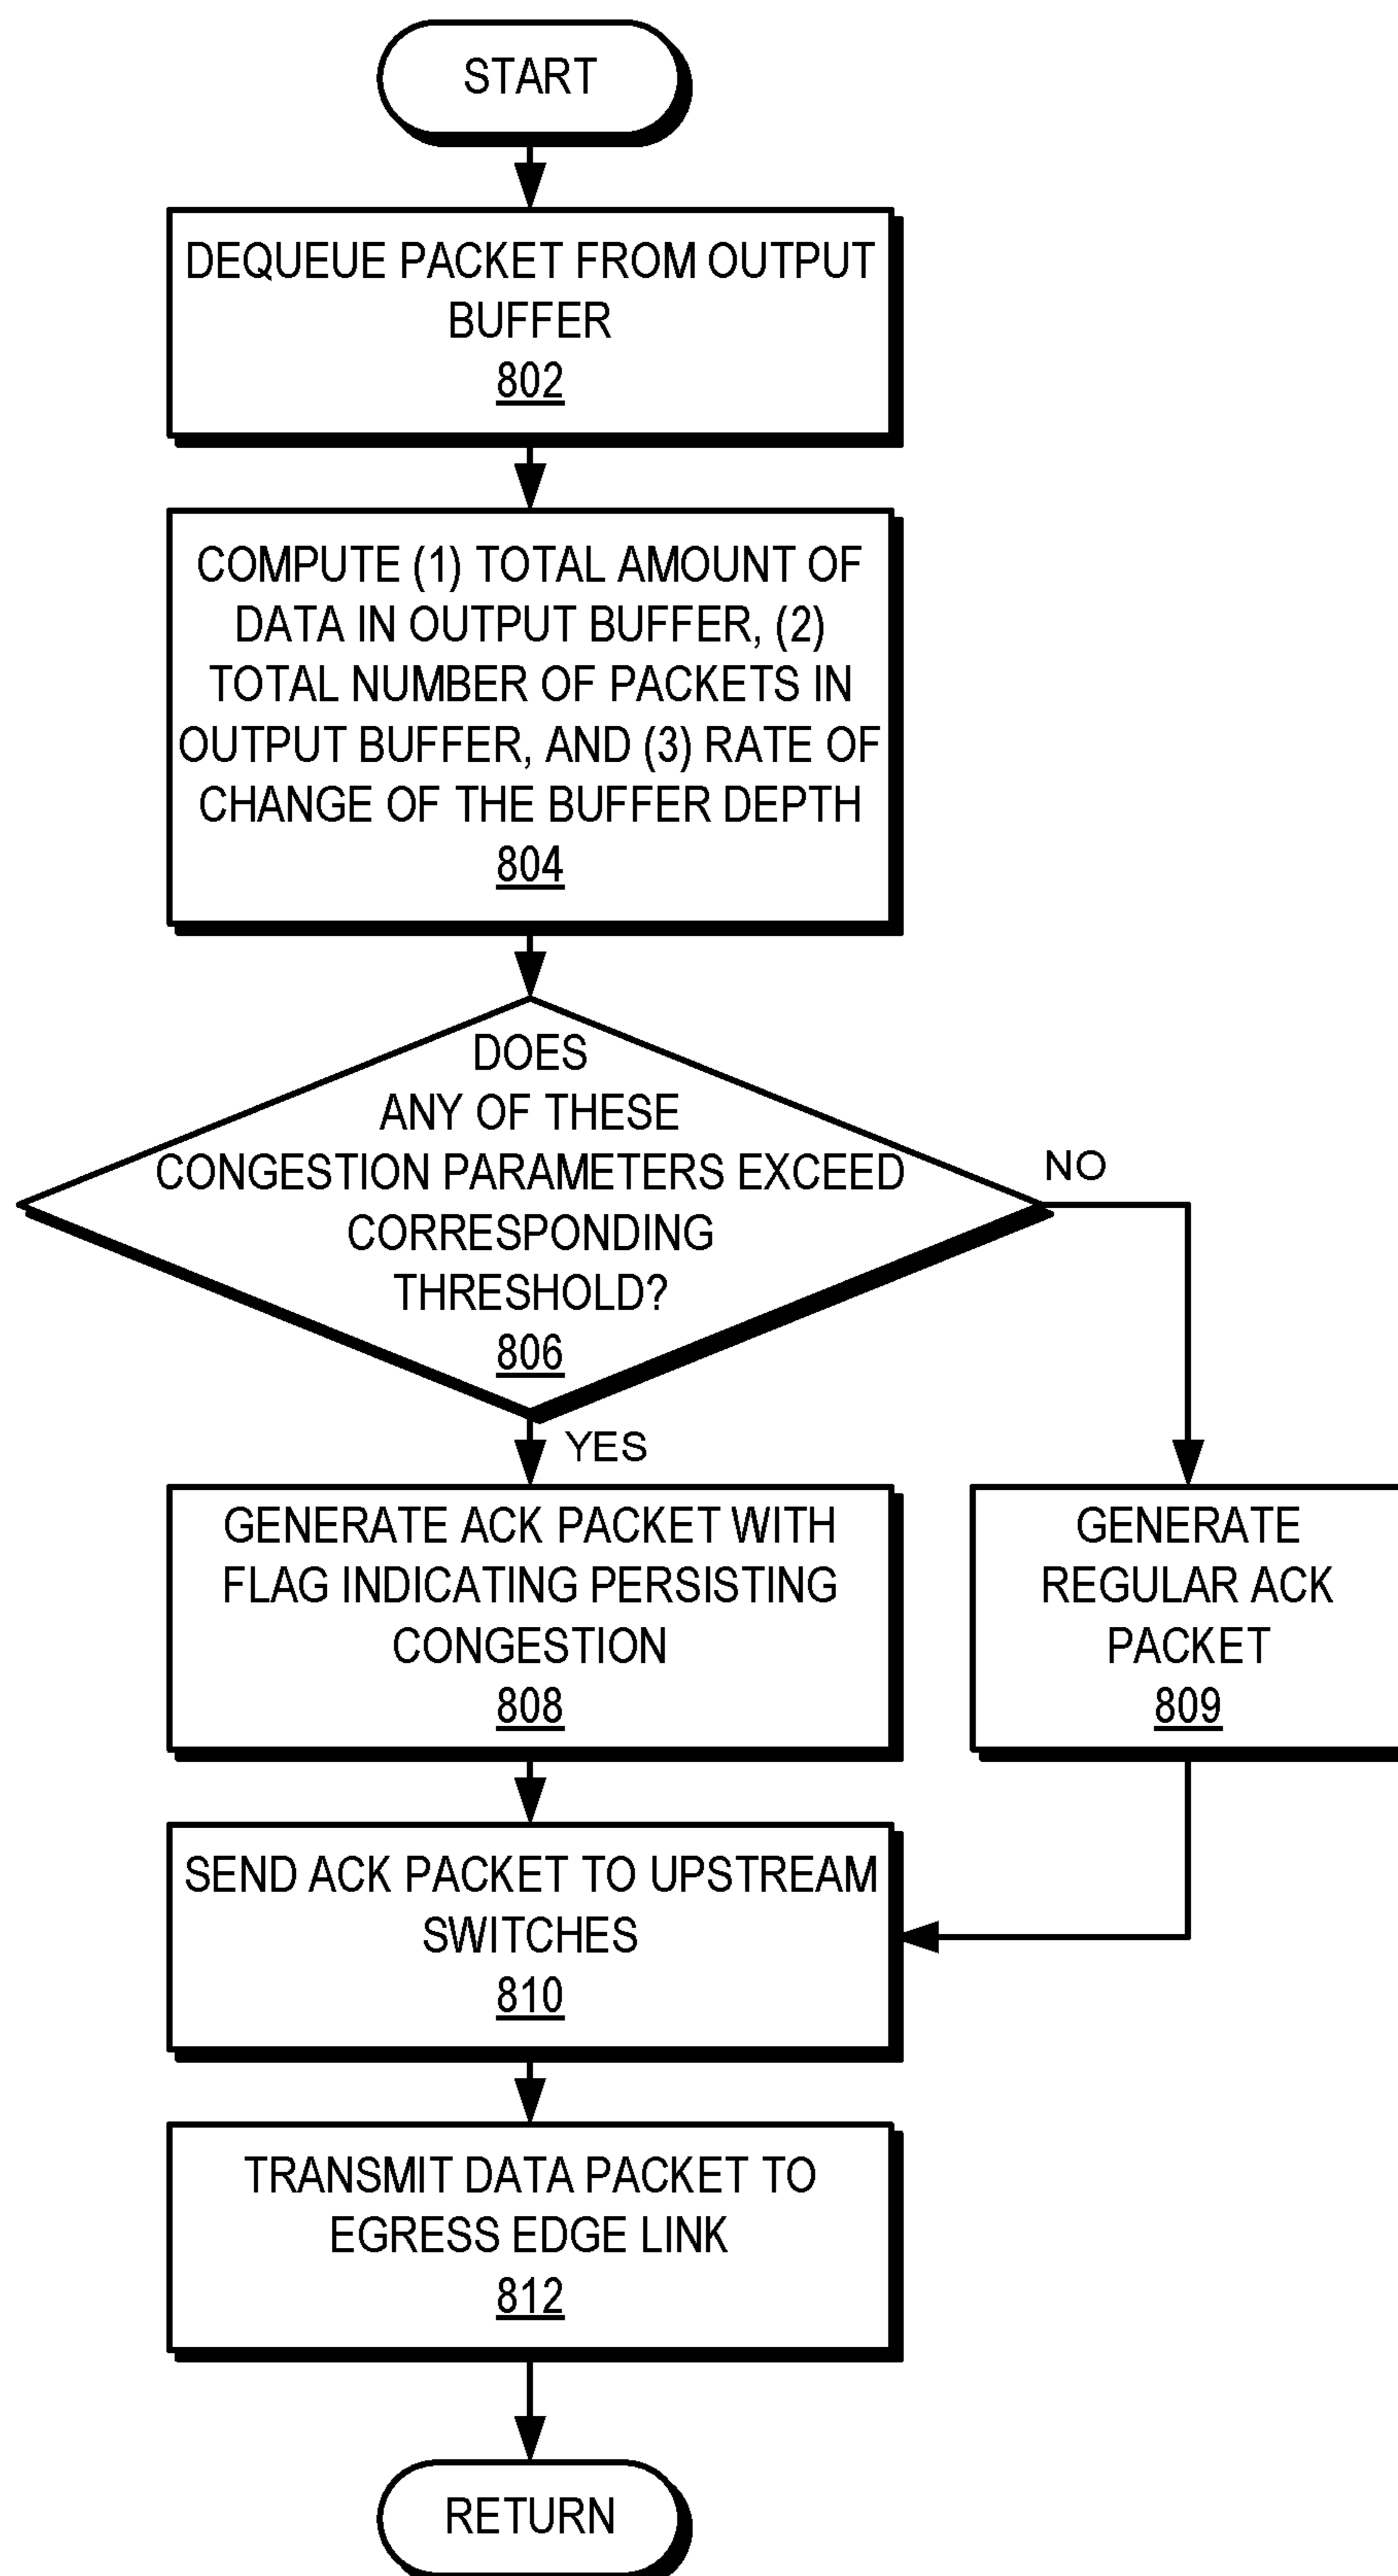 START
DEQUEUE PACKET FROM OUTPUT
BUFFER
802
COMPUTE (1) TOTAL AMOUNT OF
DATA IN OUTPUT BUFFER, (2)
TOTAL NUMBER OF PACKETS IN
OUTPUT BUFFER, AND (3) RATE OF
CHANGE OF THE BUFFER DEPTH
804
DOES
ANY OF THESE
CONGESTION PARAMETERS EXCEED
CORRESPONDING
THRESHOLD?
806
NO
YES
GENERATE ACK PACKET WITH
FLAG INDICATING PERSISTING
CONGESTION
808
GENERATE
REGULAR ACK
PACKET
809
SEND ACK PACKET TO UPSTREAM
SWITCHES
810
TRANSMIT DATA PACKET TO
EGRESS EDGE LINK
812
RETURN